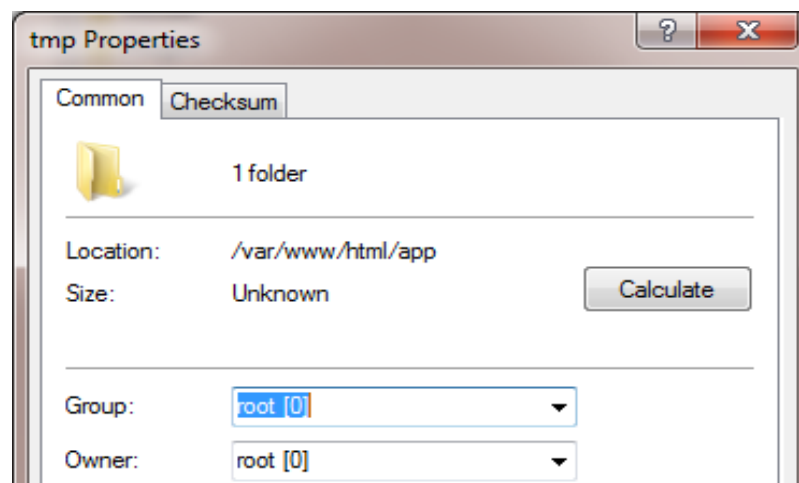 tmp Properties
Common Checksum
1 folder
Location: /var/www/html/app
Size: Unknown Calculate
Group: root [0]
Owner: root [0]